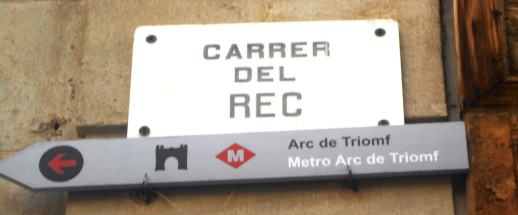 CARRER
DEL
REC
M
Arc de Triomf
Metro Arc de Triomf